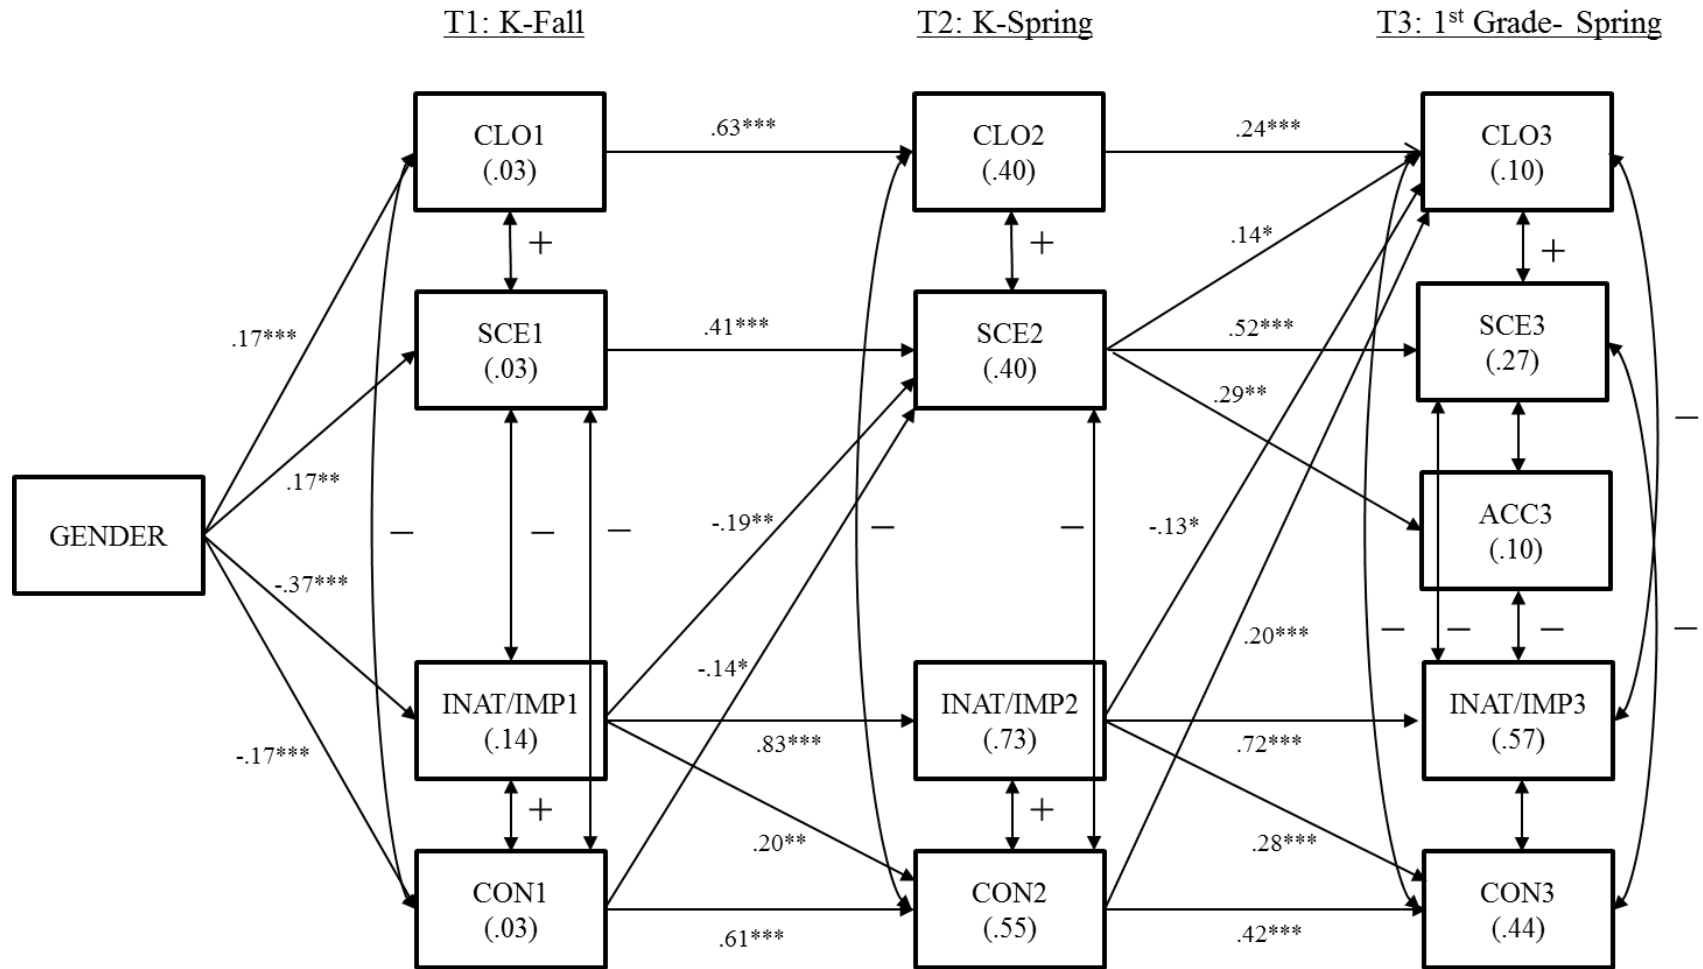 T1: K-Fall
T2: K-Spring
T3: 1st Grade- Spring
CLO1
(.03)
.63***
CLO2
(.40)
.24***
CLO3
(.10)
+
+
+
.14*
.17***
SCE1
(.03)
.41***
SCE2
(.40)
.52***
SCE3
(.27)
.29**
–
.17**
GENDER
–
–
–
-.19**
–
–
-.13*
ACC3
(.10)
-.37***
.20***
–
–
–
–
-.14*
INAT/IMP1
(.14)
.83***
INAT/IMP2
(.73)
.72***
INAT/IMP3
(.57)
-.17***
+
+
.20**
.28***
CON1
(.03)
.61***
CON2
(.55)
.42***
CON3
(.44)